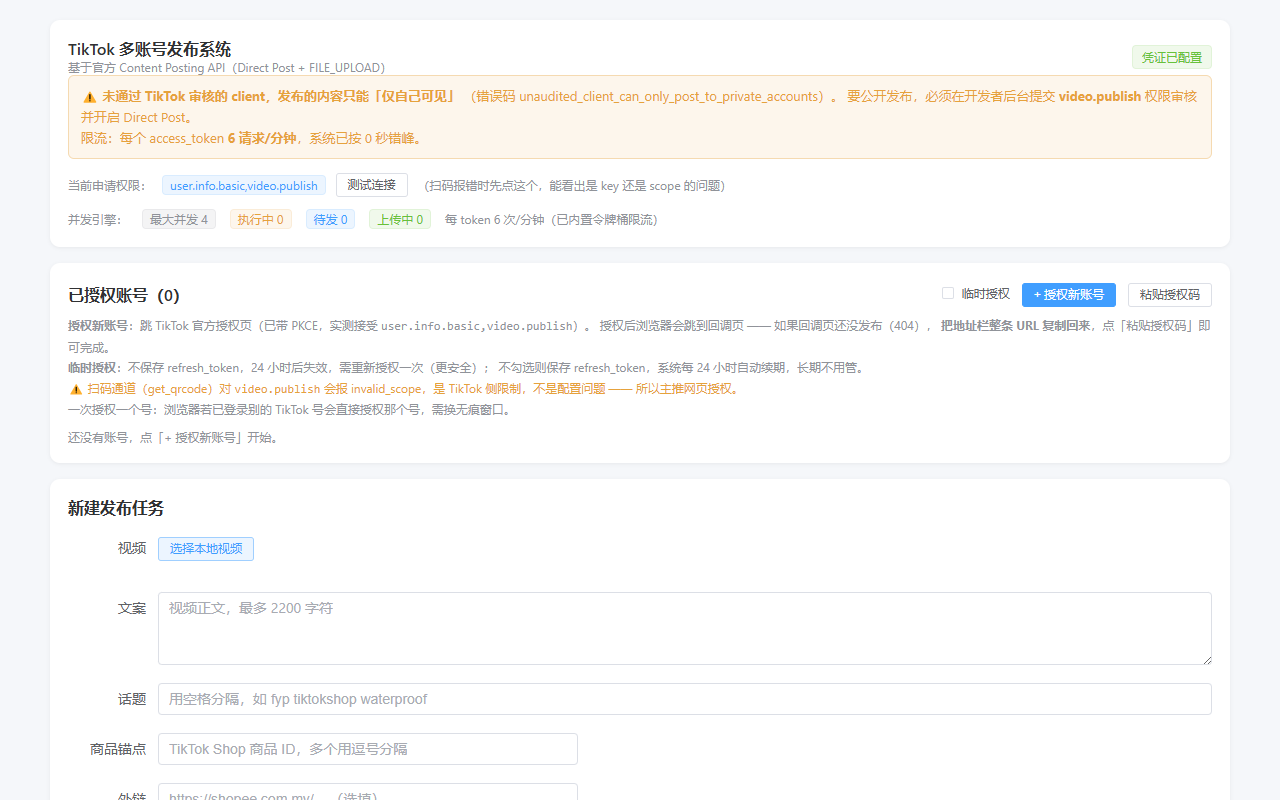 TikTok 多账号发布系统
基于官方 Content Posting API（Direct Post + FILE_UPLOAD）
凭证已配置
⚠️ 未通过 TikTok 审核的 client，发布的内容只能「仅自己可见」 （错误码 unaudited_client_can_only_post_to_private_accounts）。 要公开发布，必须在开发者后台提交 video.publish 权限审核
并开启 Direct Post。
限流：每个 access_token 6 请求/分钟，系统已按 0 秒错峰。
当前申请权限： user.info.basic,video.publish 测试连接 （扫码报错时先点这个，能看出是 key 还是 scope 的问题）
并发引擎： 最大并发 4 执行中 0 待发 0 上传中 0 每 token 6 次/分钟（已内置令牌桶限流）
已授权账号（0）
临时授权 + 授权新账号 粘贴授权码
授权新账号：跳 TikTok 官方授权页（已带 PKCE，实测接受 user.info.basic,video.publish）。 授权后浏览器会跳到回调页 —— 如果回调页还没发布（404）， 把地址栏整条 URL 复制回来，点「粘贴授权码」即
可完成。
临时授权：不保存 refresh_token，24 小时后失效，需重新授权一次（更安全）； 不勾选则保存 refresh_token，系统每 24 小时自动续期，长期不用管。
⚠️ 扫码通道（get_qrcode）对 video.publish 会报 invalid_scope，是 TikTok 侧限制，不是配置问题 —— 所以主推网页授权。
一次授权一个号：浏览器若已登录别的 TikTok 号会直接授权那个号，需换无痕窗口。
还没有账号，点「+ 授权新账号」开始。
新建发布任务
视频 选择本地视频
文案 视频正文，最多 2200 字符
话题 用空格分隔，如 fyp tiktokshop waterproof
商品锚点 TikTok Shop 商品 ID，多个用逗号分隔
外链 https://shopee.com.my/... （选填）